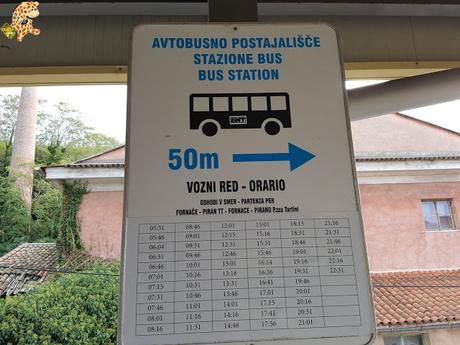 AVTOBUSNO POSTAJALIŠČE
STAZIONE BUS
BUS STATION
50m
VOZNI RED - ORARIO
ODHODI V SMER - PARTENZA PER
FORNAČE - PIRAN TT - FORNACE - PIRANO P.zza Tartini
05:31 08:46 12:01 15:01 18:15 21:16
05:46 09:01 12:15 15:16 18:31 21:31
06:04 09:31 12:31 15:31 18:46 21:46
06:31 09:31 12:46 15:46 19:01 22:01
06:46 10:01 13:01 16:14 19:16 22:16
07:01 10:16 13:16 16:26 19:31 22:31
07:15 10:31 13:31 16:31 19:46
07:31 10:46 13:46 16:46 20:01
07:46 11:01 14:01 17:15 20:15
08:01 11:16 14:16 17:41 20:31
08:16 11:31 14:46 17:56 21:01